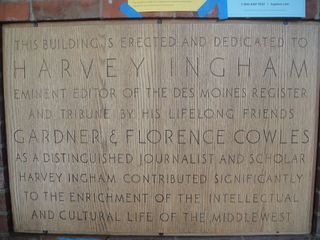 THIS BUILDING IS ERECTED AND DEDICATED TO
HARVEY INGHAM
EMINENT EDITOR OF THE DES MOINES REGISTER
AND TRIBUNE BY HIS LIFELONG FRIENDS
GARDNER & FLORENCE COWLES
AS A DISTINGUISHED JOURNALIST AND SCHOLAR
HARVEY INGHAM CONTRIBUTED SIGNIFICANTLY
TO THE ENRICHMENT OF THE INTELLECTUAL
AND CULTURAL LIFE OF THE MIDDLEWEST